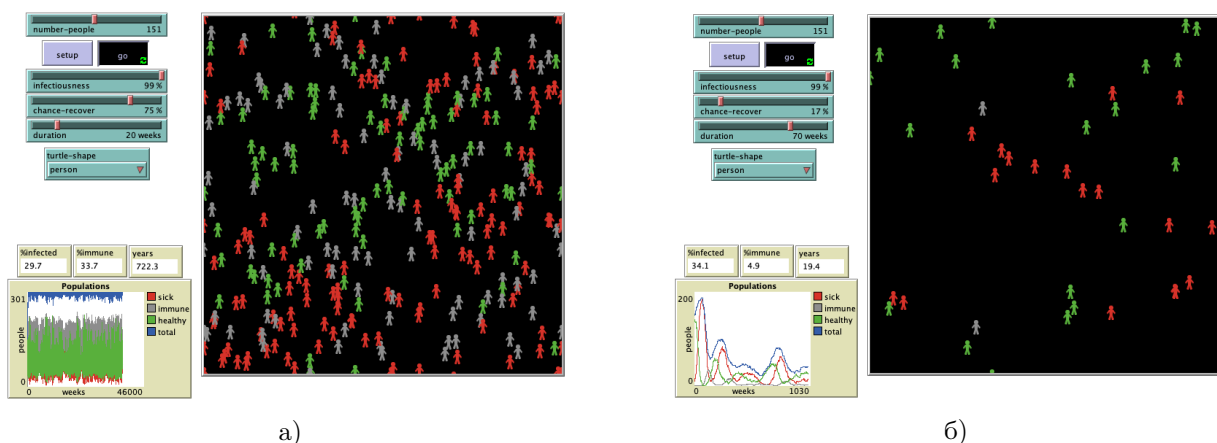 number-people 151
setup go
infectiousness 99 %
chance-recover 75 %
duration 20 weeks
turtle-shape
person
%infected %immune years
29.7 33.7 722.3
Populations
301
people
0
0 weeks 46000
sick
immune
healthy
total
а)
number-people 151
setup go
infectiousness 99 %
chance-recover 17 %
duration 70 weeks
turtle-shape
person
%infected %immune years
34.1 4.9 19.4
Populations
200
people
0
0 weeks 1030
sick
immune
healthy
total
б)